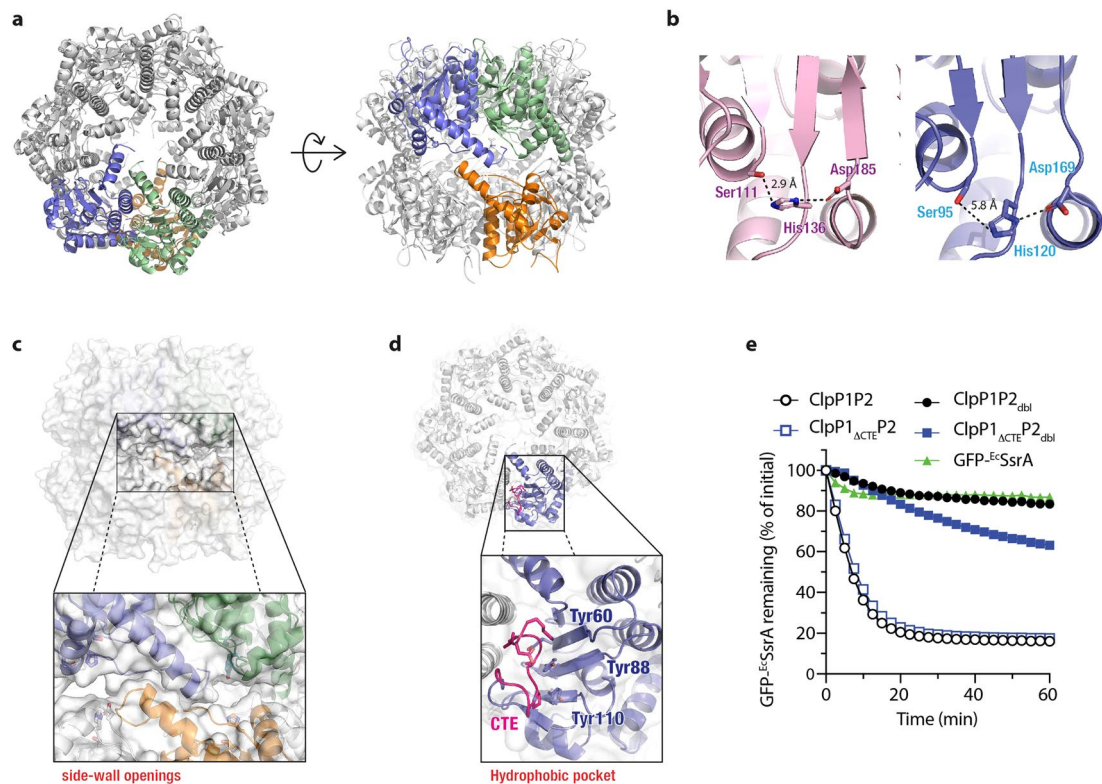 a
b
Ser111
2.9 Å
Asp185
His136
Ser95
5.8 Å
Asp169
His120
c
side-wall openings
d
Tyr60
Tyr88
Tyr110
CTE
Hydrophobic pocket
e
ClpP1P2
ClpP1P2dbl
ClpP1ΔCTEP2
ClpP1ΔCTEP2dbl
GFP-EcSsrA
GFP-EcSsrA remaining (% of initial)
100
80
60
40
20
0
0
20
40
60
Time (min)